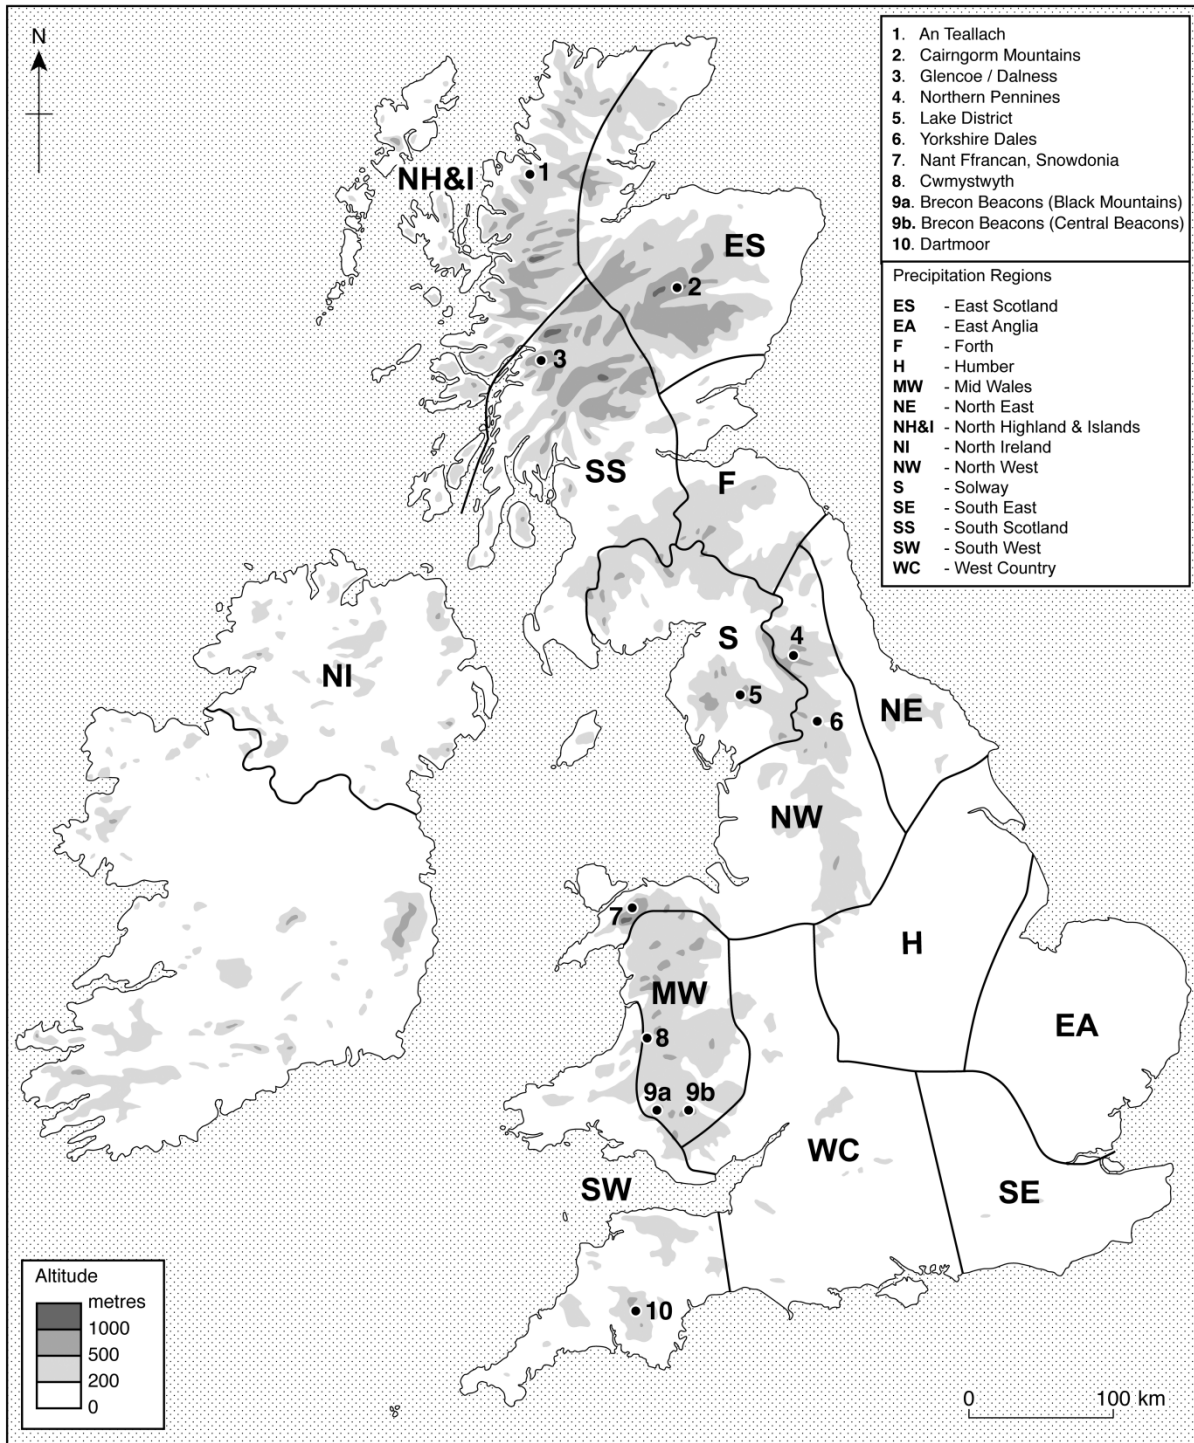 N
1. An Teallach
2. Cairngorm Mountains
3. Glencoe / Dalness
4. Northern Pennines
5. Lake District
6. Yorkshire Dales
7. Nant Ffrancan, Snowdonia
8. Cwmystwyth
9a. Brecon Beacons (Black Mountains)
9b. Brecon Beacons (Central Beacons)
10. Dartmoor
Precipitation Regions
ES - East Scotland
EA - East Anglia
F - Forth
H - Humber
MW - Mid Wales
NE - North East
NH&I - North Highland & Islands
NI - North Ireland
NW - North West
S - Solway
SE - South East
SS - South Scotland
SW - South West
WC - West Country
NH&I
1
ES
2
3
SS
F
S
4
NI
5
NE
6
NW
7
H
MW
8
EA
9a
9b
WC
SW
SE
10
Altitude
metres
1000
500
200
0
0
100 km